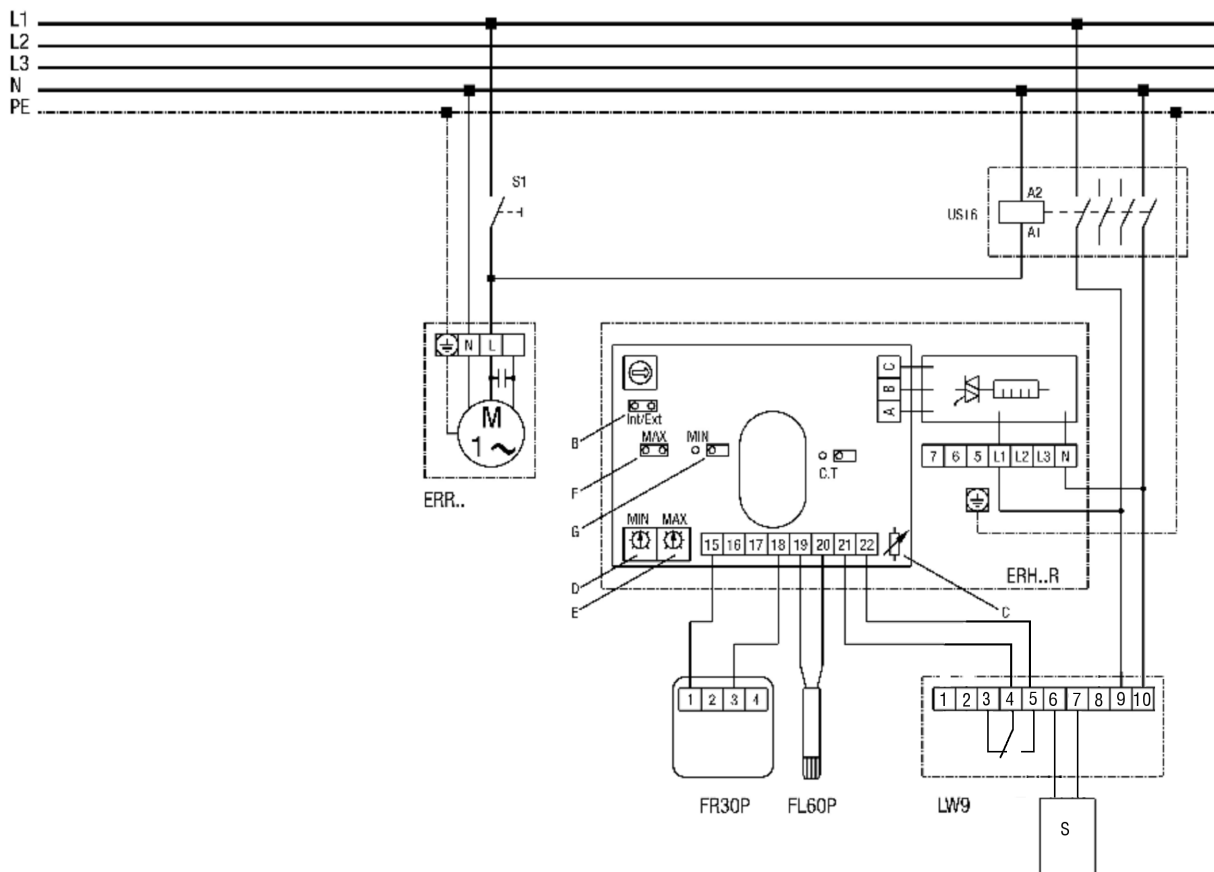 L1
L2
L3
N
PE
S1
A2
US16
A1
N L
M
1 ~
ERR..
C
B
A
Int/Ext
B
MAX MIN
C.T
F
G
7 6 5 L1 L2 L3 N
MIN MAX
15 16 17 18 19 20 21 22
D
E
ERH..R
C
1 2 3 4
1 2 3 4 5 6 7 8 9 10
FR30P FL60P LW9
S